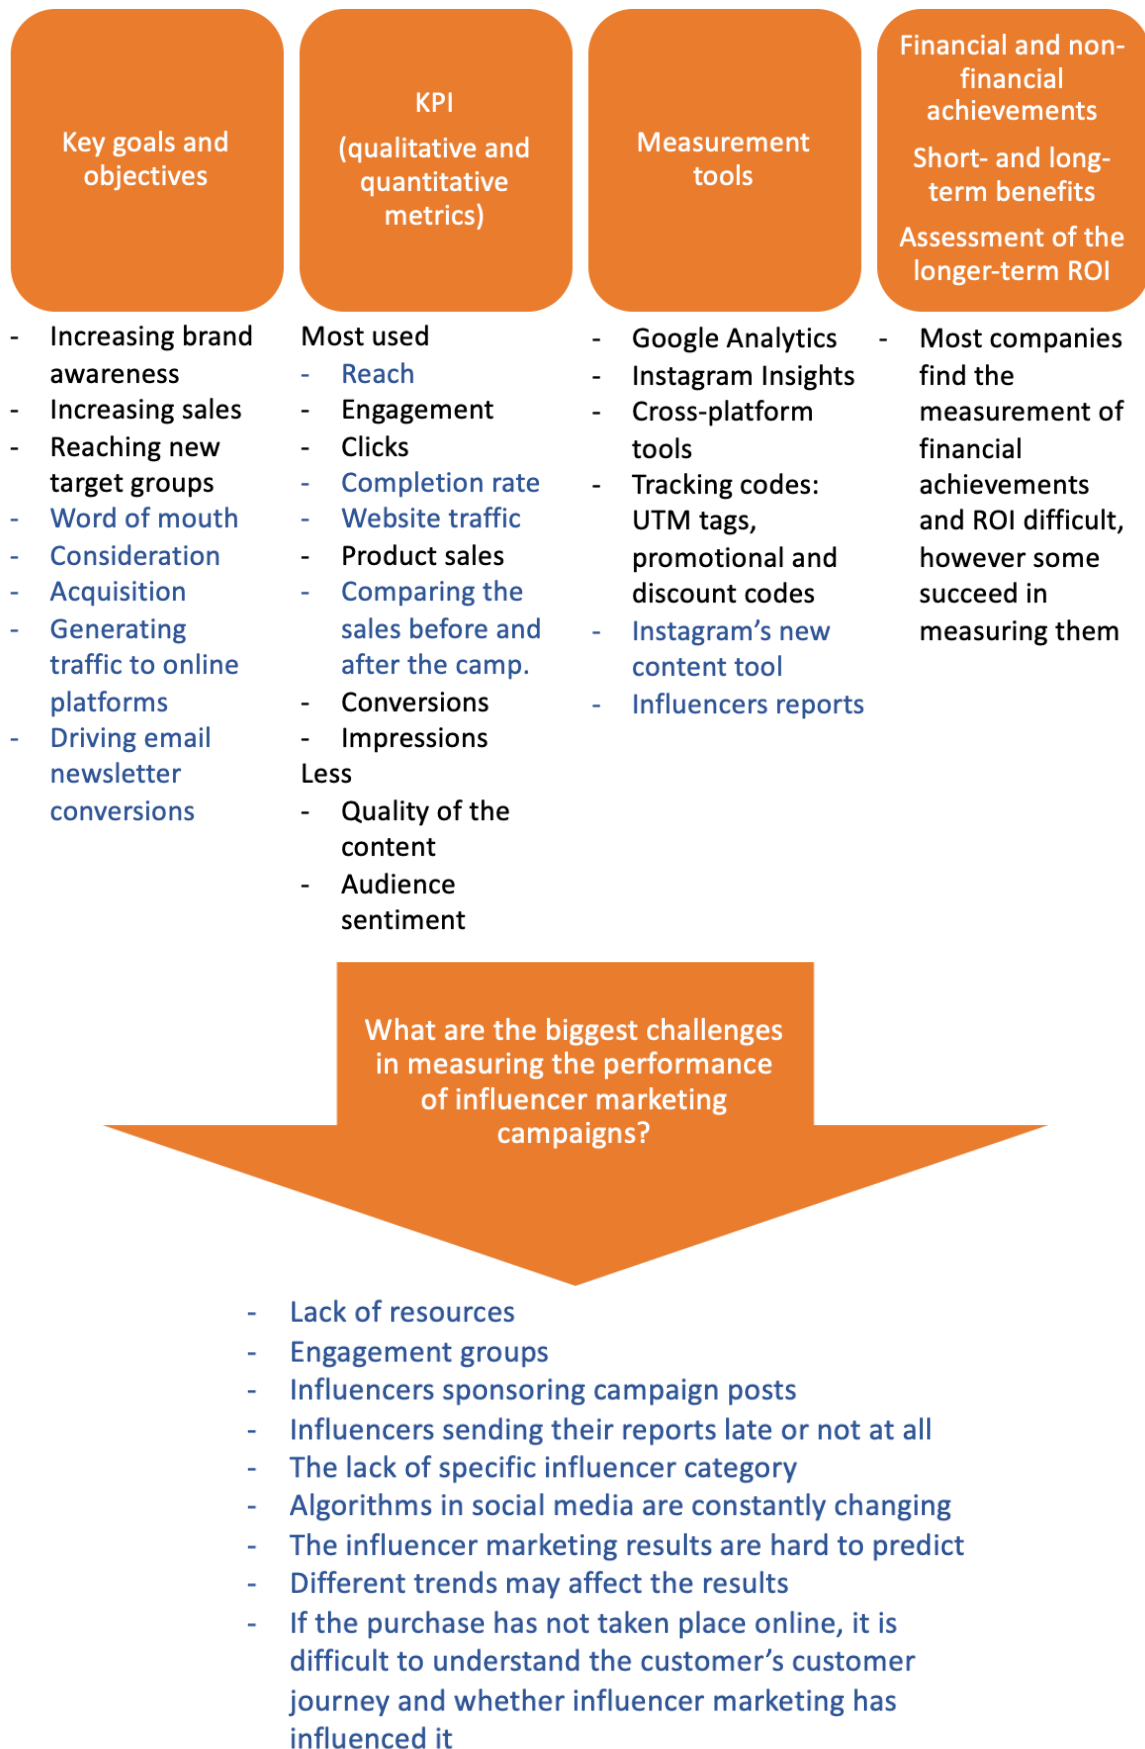 Key goals and
objectives
KPI
(qualitative and
quantitative
metrics)
Measurement
tools
Financial and non-
financial
achievements
Short- and long-
term benefits
Assessment of the
longer-term ROI
- Increasing brand
awareness
- Increasing sales
- Reaching new
target groups
- Word of mouth
- Consideration
- Acquisition
- Generating
traffic to online
platforms
- Driving email
newsletter
conversions
Most used
- Reach
- Engagement
- Clicks
- Completion rate
- Website traffic
- Product sales
- Comparing the
sales before and
after the camp.
- Conversions
- Impressions
Less
- Quality of the
content
- Audience
sentiment
- Google Analytics
- Instagram Insights
- Cross-platform
tools
- Tracking codes:
UTM tags,
promotional and
discount codes
- Instagram’s new
content tool
- Influencers reports
- Most companies
find the
measurement of
financial
achievements
and ROI difficult,
however some
succeed in
measuring them
What are the biggest challenges
in measuring the performance
of influencer marketing
campaigns?
- Lack of resources
- Engagement groups
- Influencers sponsoring campaign posts
- Influencers sending their reports late or not at all
- The lack of specific influencer category
- Algorithms in social media are constantly changing
- The influencer marketing results are hard to predict
- Different trends may affect the results
- If the purchase has not taken place online, it is
difficult to understand the customer’s customer
journey and whether influencer marketing has
influenced it